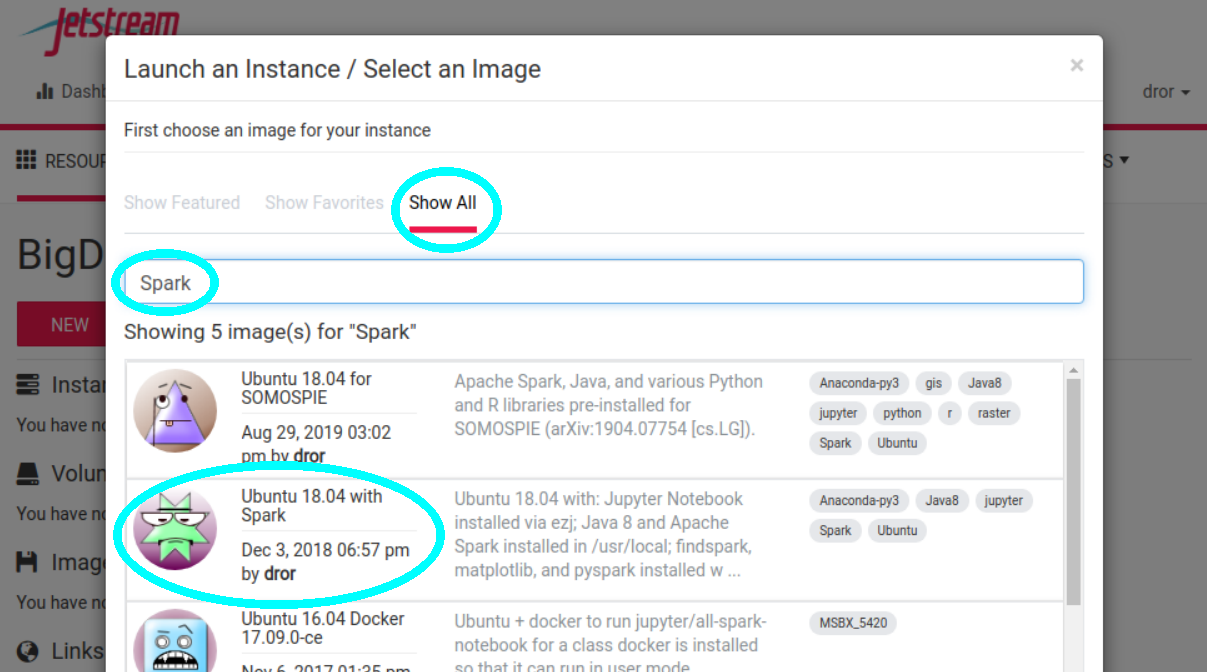 Jetstream
Launch an Instance / Select an Image
×
First choose an image for your instance
dror
Show Featured
Show Favorites
Show All
Spark
Showing 5 image(s) for "Spark"
BigD
NEW
Ubuntu 18.04 for
SOMOSPIE
Aug 29, 2019 03:02
pm by dror
Apache Spark, Java, and various Python
and R libraries pre-installed for
SOMOSPIE (arXiv:1904.07754 [cs.LG]).
Anaconda-py3 gis Java8
jupyter python r raster
Spark Ubuntu
Ubuntu 18.04 with
Spark
Dec 3, 2018 06:57 pm
by dror
Ubuntu 18.04 with: Jupyter Notebook
installed via ezj; Java 8 and Apache
Spark installed in /usr/local; findspark,
matplotlib, and pyspark installed w ...
Anaconda-py3 Java8 jupyter
Spark Ubuntu
Ubuntu 16.04 Docker
17.09.0-ce
Nov 6, 2017 01:35 pm
Ubuntu + docker to run jupyter/all-spark-
notebook for a class docker is installed
so that it can run in user mode
MSBX_5420
Dashb
RESOUR
S
Instan
You have no
Volun
You have no
Image
You have no
Links